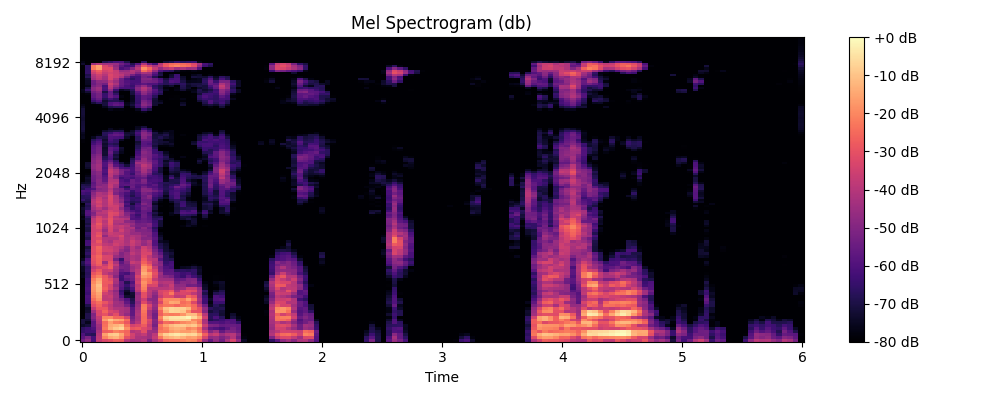 Mel Spectrogram (db)
Hz
8192
4096
2048
1024
512
0
0 1 2 3 4 5 6
Time
+0 dB
-10 dB
-20 dB
-30 dB
-40 dB
-50 dB
-60 dB
-70 dB
-80 dB